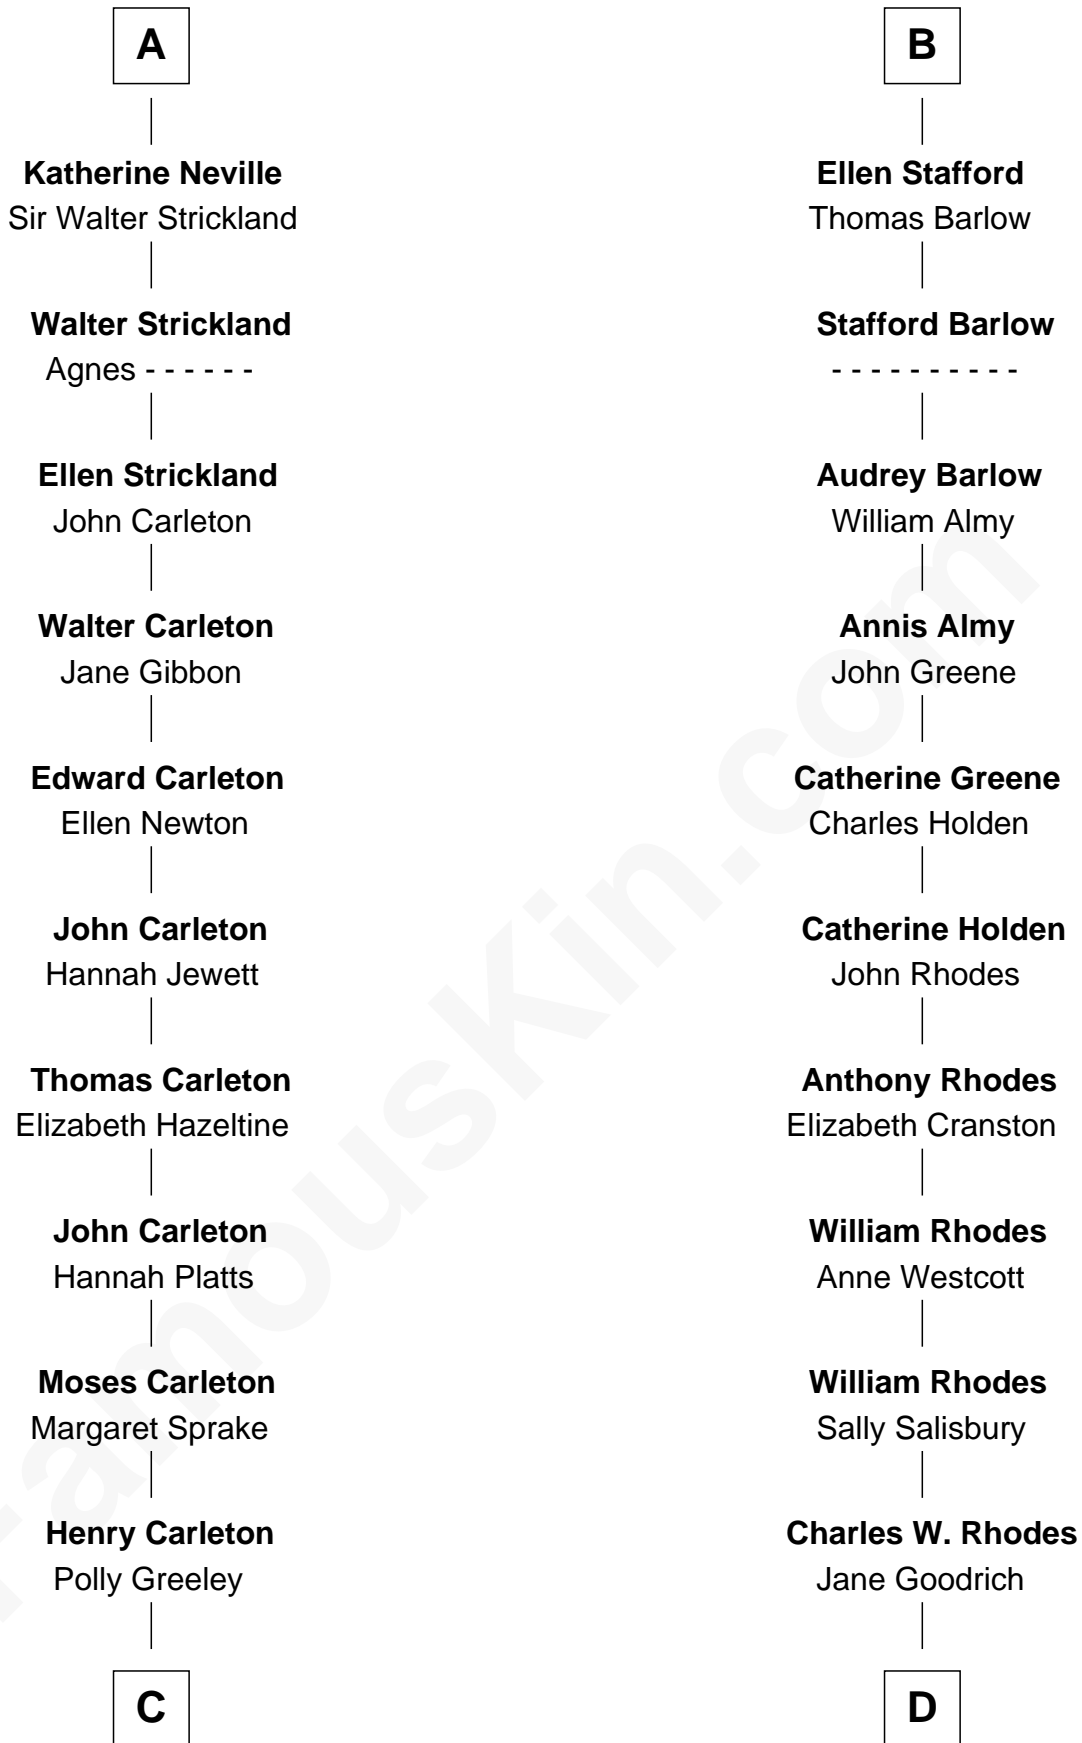 A
Katherine Neville
Sir Walter Strickland
Walter Strickland
Agnes - - - - - -
Ellen Strickland
John Carleton
Walter Carleton
Jane Gibbon
Edward Carleton
Ellen Newton
John Carleton
Hannah Jewett
Thomas Carleton
Elizabeth Hazeltine
John Carleton
Hannah Platts
Moses Carleton
Margaret Sprake
Henry Carleton
Polly Greeley
C
B
Ellen Stafford
Thomas Barlow
Stafford Barlow
- - - - - - - - - -
Audrey Barlow
William Almy
Annis Almy
John Greene
Catherine Greene
Charles Holden
Catherine Holden
John Rhodes
Anthony Rhodes
Elizabeth Cranston
William Rhodes
Anne Westcott
William Rhodes
Sally Salisbury
Charles W. Rhodes
Jane Goodrich
D
FamousKin.com